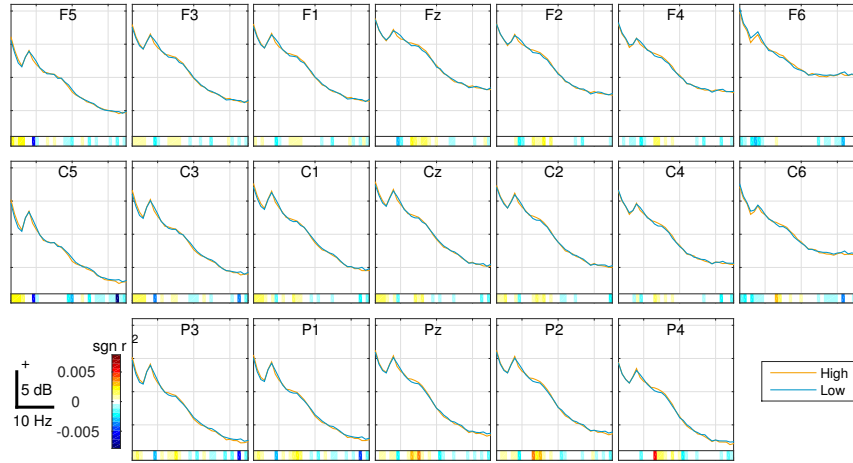 F5 F3 F1 Fz F2 F4 F6
C5 C3 C1 Cz C2 C4 C6
P3 P1 Pz P2 P4
sgn r²
+
5 dB
10 Hz
0.005
0
-0.005
High
Low